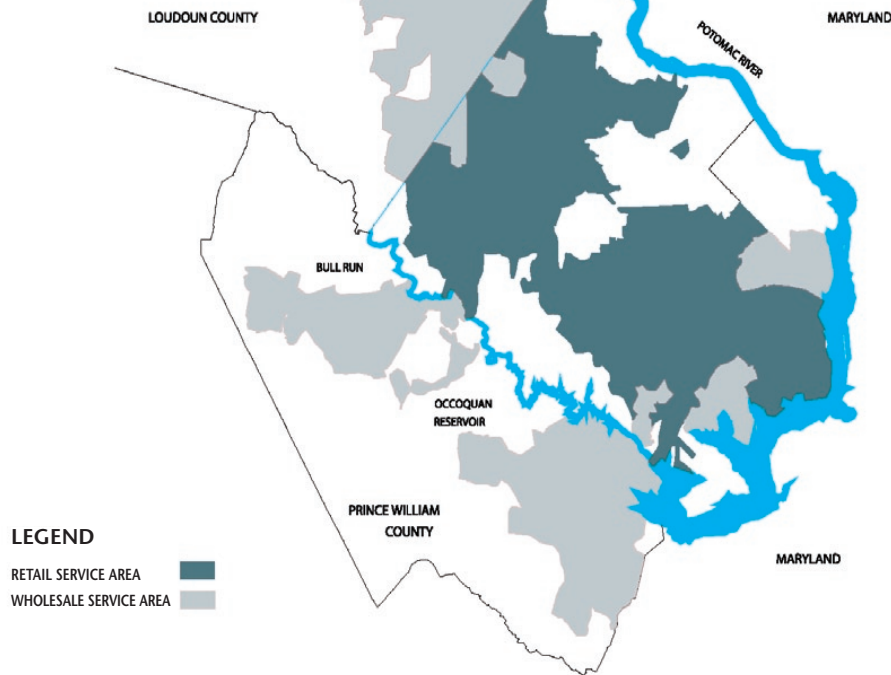 LOUDOUN COUNTY
MARYLAND
POTOMAC RIVER
BULL RUN
OCCOQUAN
RESERVOIR
PRINCE WILLIAM
COUNTY
MARYLAND
LEGEND
RETAIL SERVICE AREA
WHOLESALE SERVICE AREA